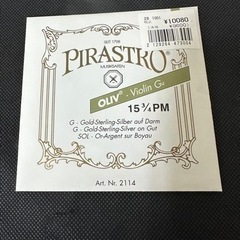 ¥10080
SEIT 1798
PIRASTRO
MUSIKSAITEN
OLIV® · Violin G4
15 ¾ PM
G - Gold-Sterling-Silber auf Darm
G - Gold-Sterling-Silver on Gut
SOL - Or-Argent sur Boyau
Art. Nr. 2114